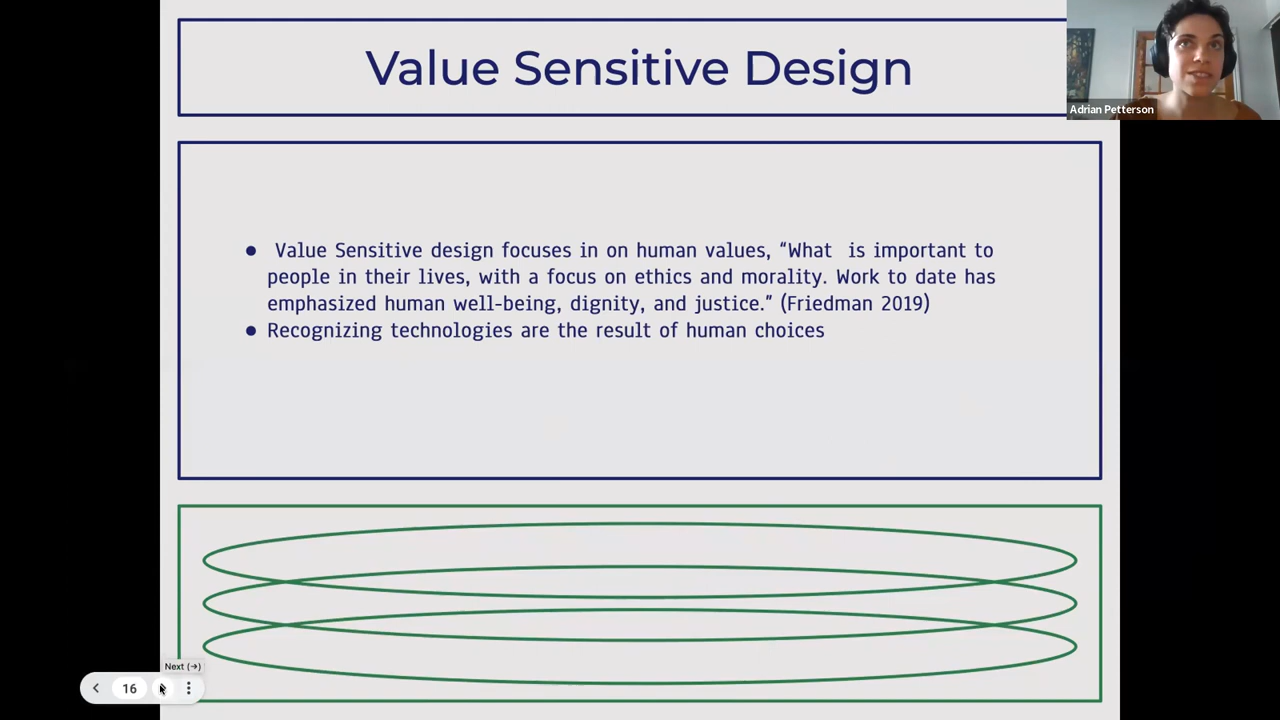 Value Sensitive Design
Adrian Petterson
● Value Sensitive design focuses in on human values, “What is important to
people in their lives, with a focus on ethics and morality. Work to date has
emphasized human well-being, dignity, and justice.” (Friedman 2019)
● Recognizing technologies are the result of human choices
Next (→)
16